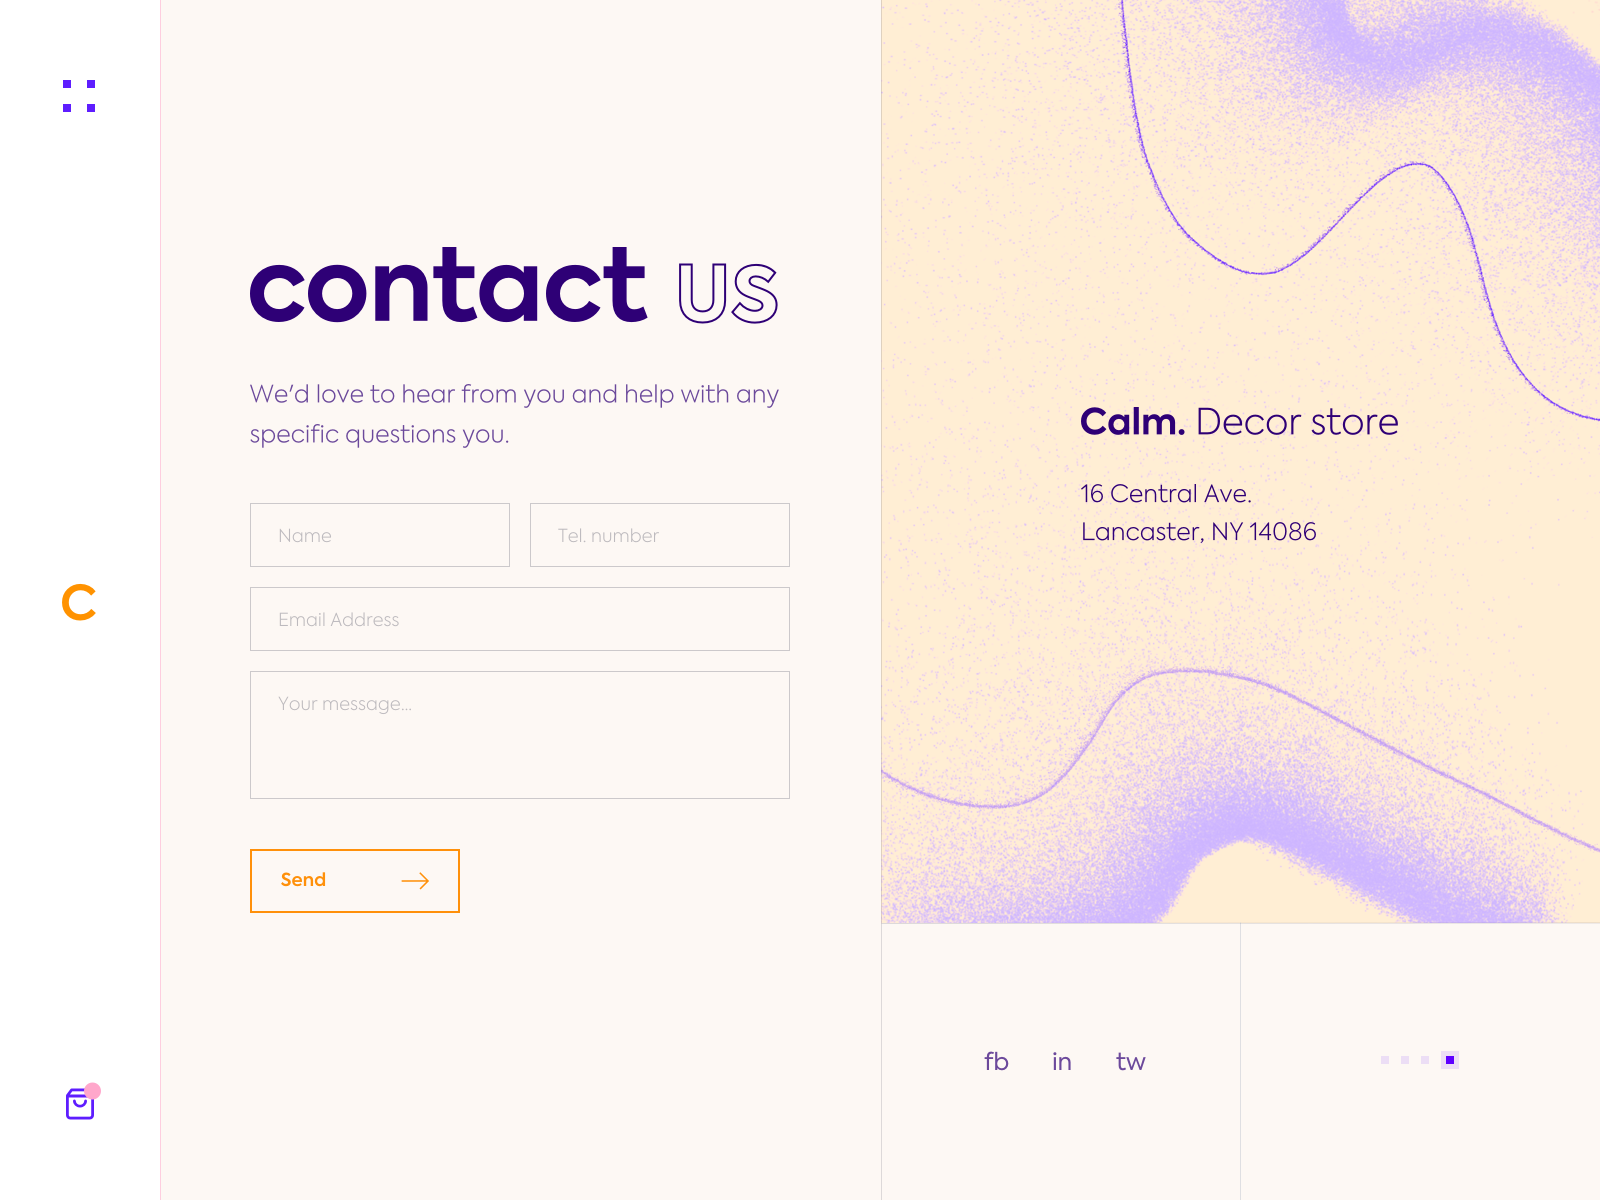 C
contact us
We'd love to hear from you and help with any
specific questions you.
Name
Tel. number
Email Address
Your message...
Send
Calm. Decor store
16 Central Ave.
Lancaster, NY 14086
fb in tw